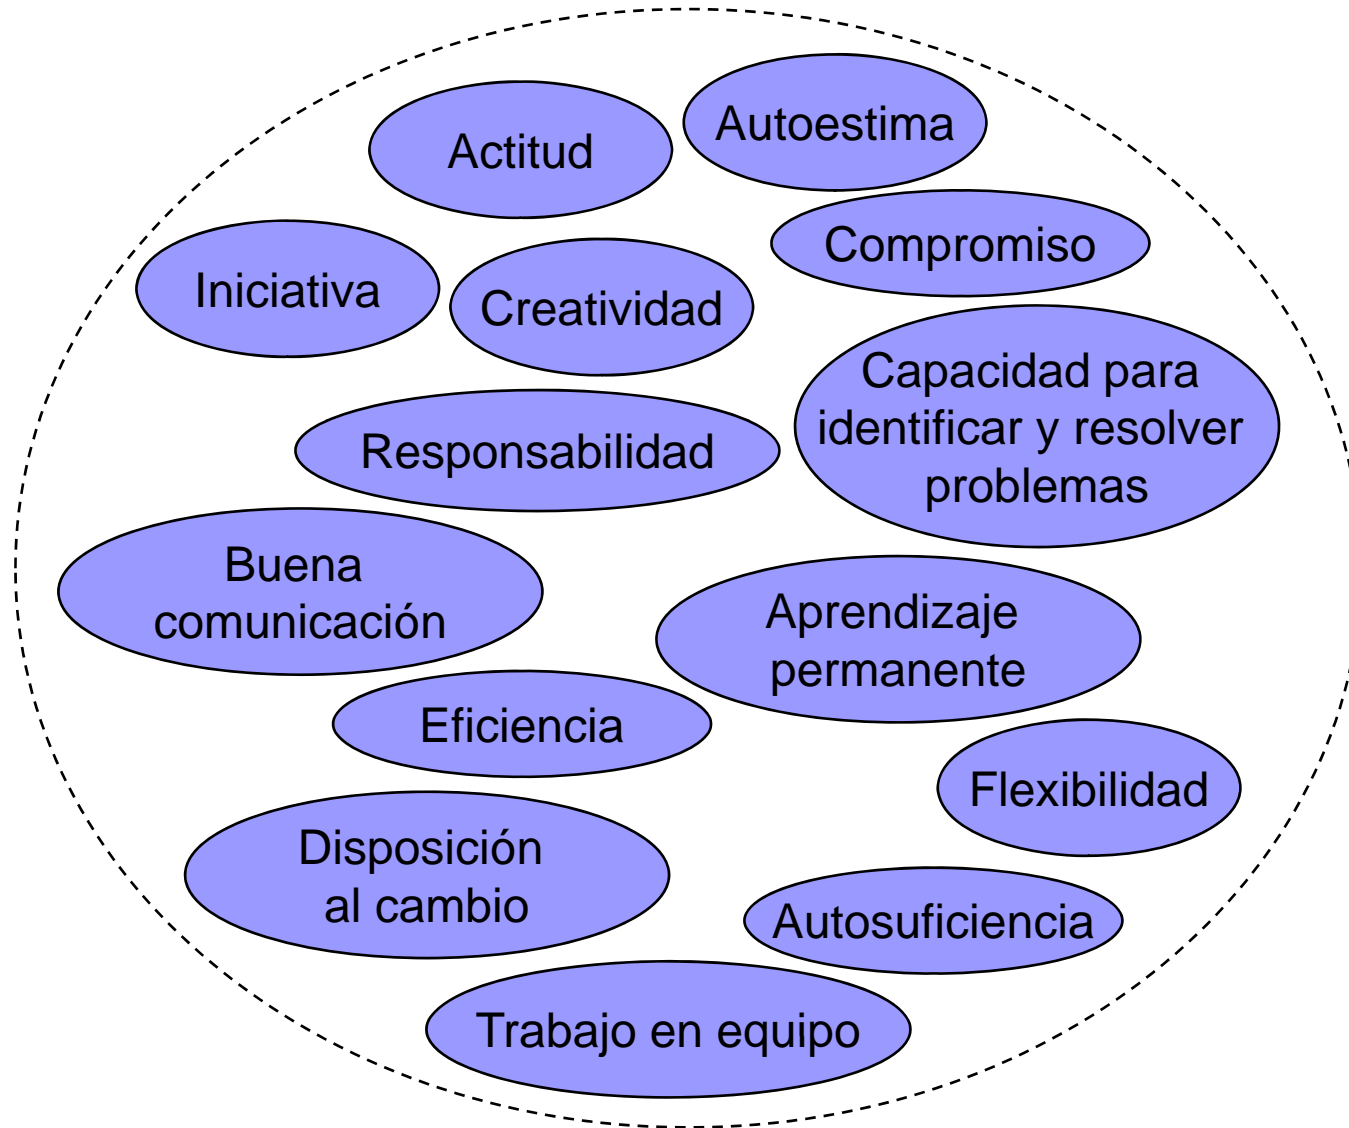 Autoestima
Actitud
Compromiso
Iniciativa
Creatividad
Capacidad para
identificar y resolver
problemas
Responsabilidad
Buena
comunicación
Aprendizaje
permanente
Eficiencia
Flexibilidad
Disposición
al cambio
Autosuficiencia
Trabajo en equipo